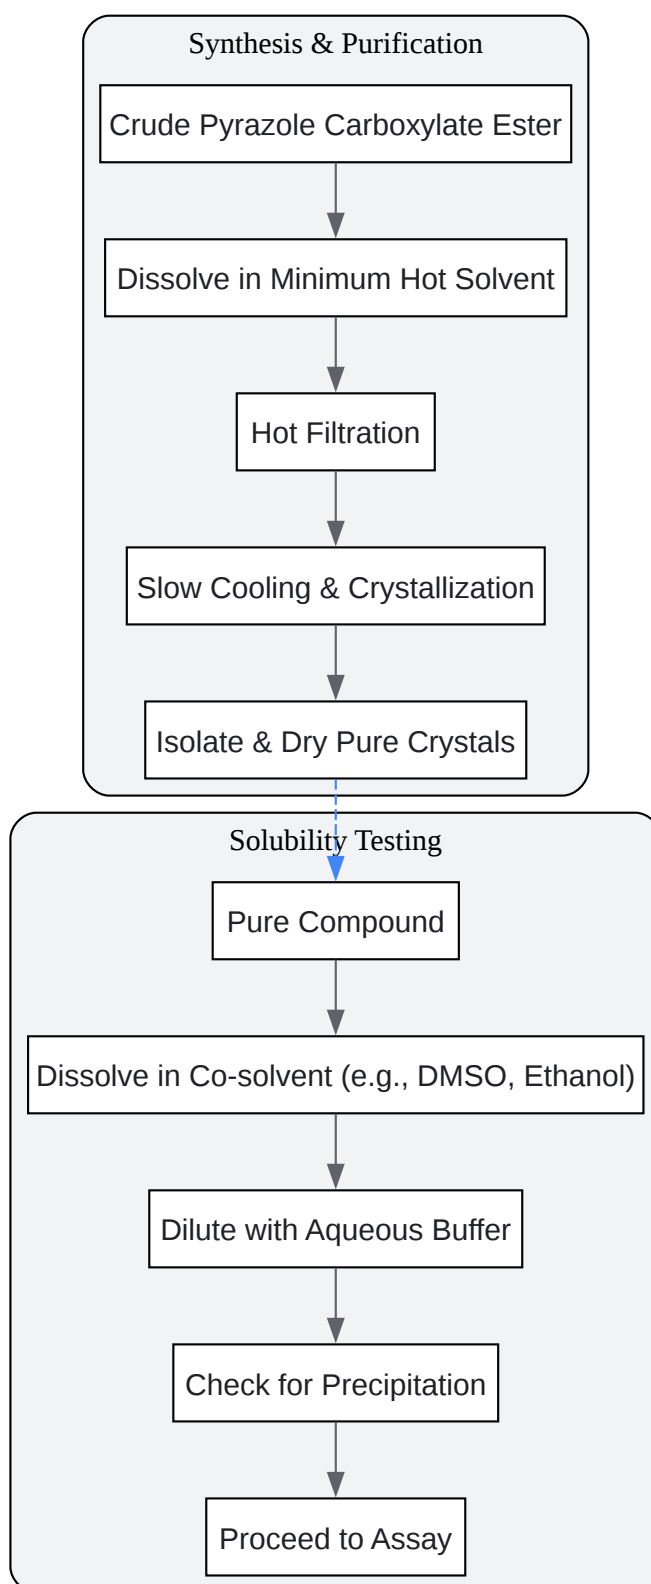 Synthesis & Purification
Crude Pyrazole Carboxylate Ester
Dissolve in Minimum Hot Solvent
Hot Filtration
Slow Cooling & Crystallization
Isolate & Dry Pure Crystals
Solubility Testing
Pure Compound
Dissolve in Co-solvent (e.g., DMSO, Ethanol)
Dilute with Aqueous Buffer
Check for Precipitation
Proceed to Assay